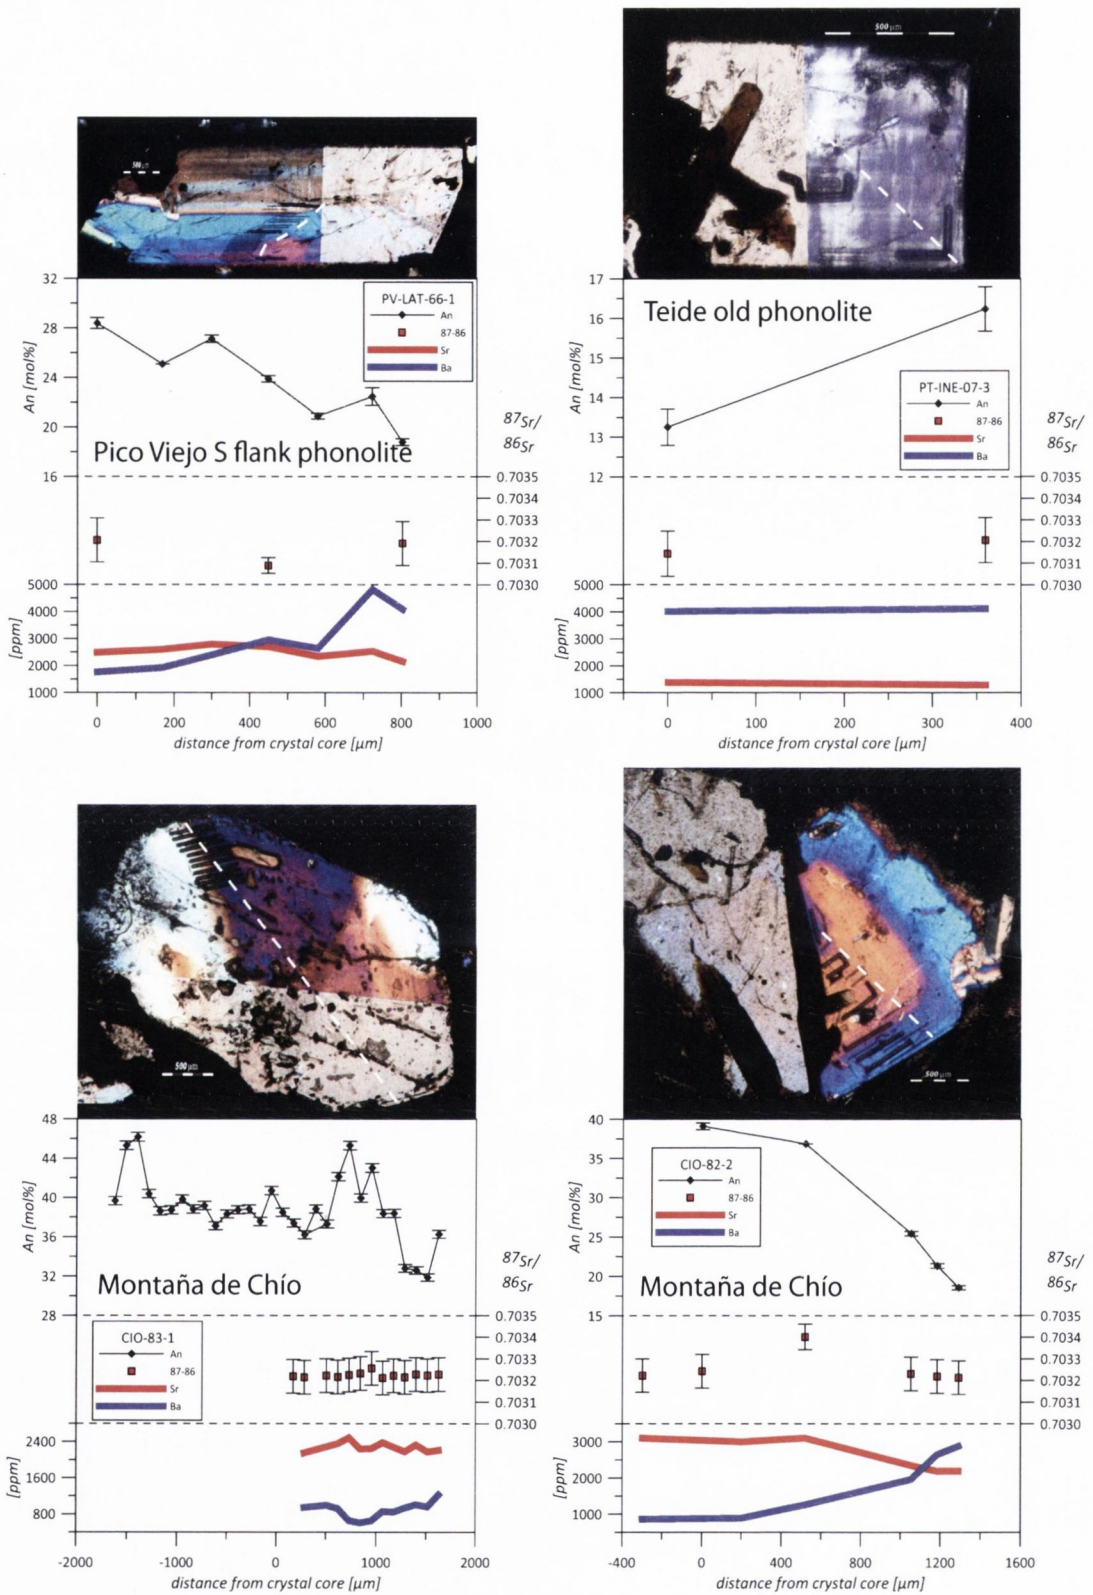 500 µm
500 µm
32
28
24
20
16
An [mol%]
PV-LAT-66-1
An
87-86
Sr
Ba
Pico Viejo S flank phonolite
87Sr/
86Sr
5000
4000
3000
2000
1000
[ppm]
0 200 400 600 800 1000
distance from crystal core [µm]
17
16
15
14
13
12
An [mol%]
Teide old phonolite
PT-INE-07-3
An
87-86
Sr
Ba
87Sr/
86Sr
0.7035
0.7034
0.7033
0.7032
0.7031
0.7030
0.7035
0.7034
0.7033
0.7032
0.7031
0.7030
5000
4000
3000
2000
1000
[ppm]
0 100 200 300 400
distance from crystal core [µm]
500 µm
500 µm
48
44
40
36
32
28
An [mol%]
Montaña de Chío
87Sr/
86Sr
CIO-83-1
An
87-86
Sr
Ba
0.7035
0.7034
0.7033
0.7032
0.7031
0.7030
2400
1600
800
[ppm]
-2000 -1000 0 1000 2000
distance from crystal core [µm]
40
35
30
25
20
15
An [mol%]
CIO-82-2
An
87-86
Sr
Ba
Montaña de Chío
87Sr/
86Sr
0.7035
0.7034
0.7033
0.7032
0.7031
0.7030
3000
2000
1000
[ppm]
-400 0 400 800 1200 1600
distance from crystal core [µm]